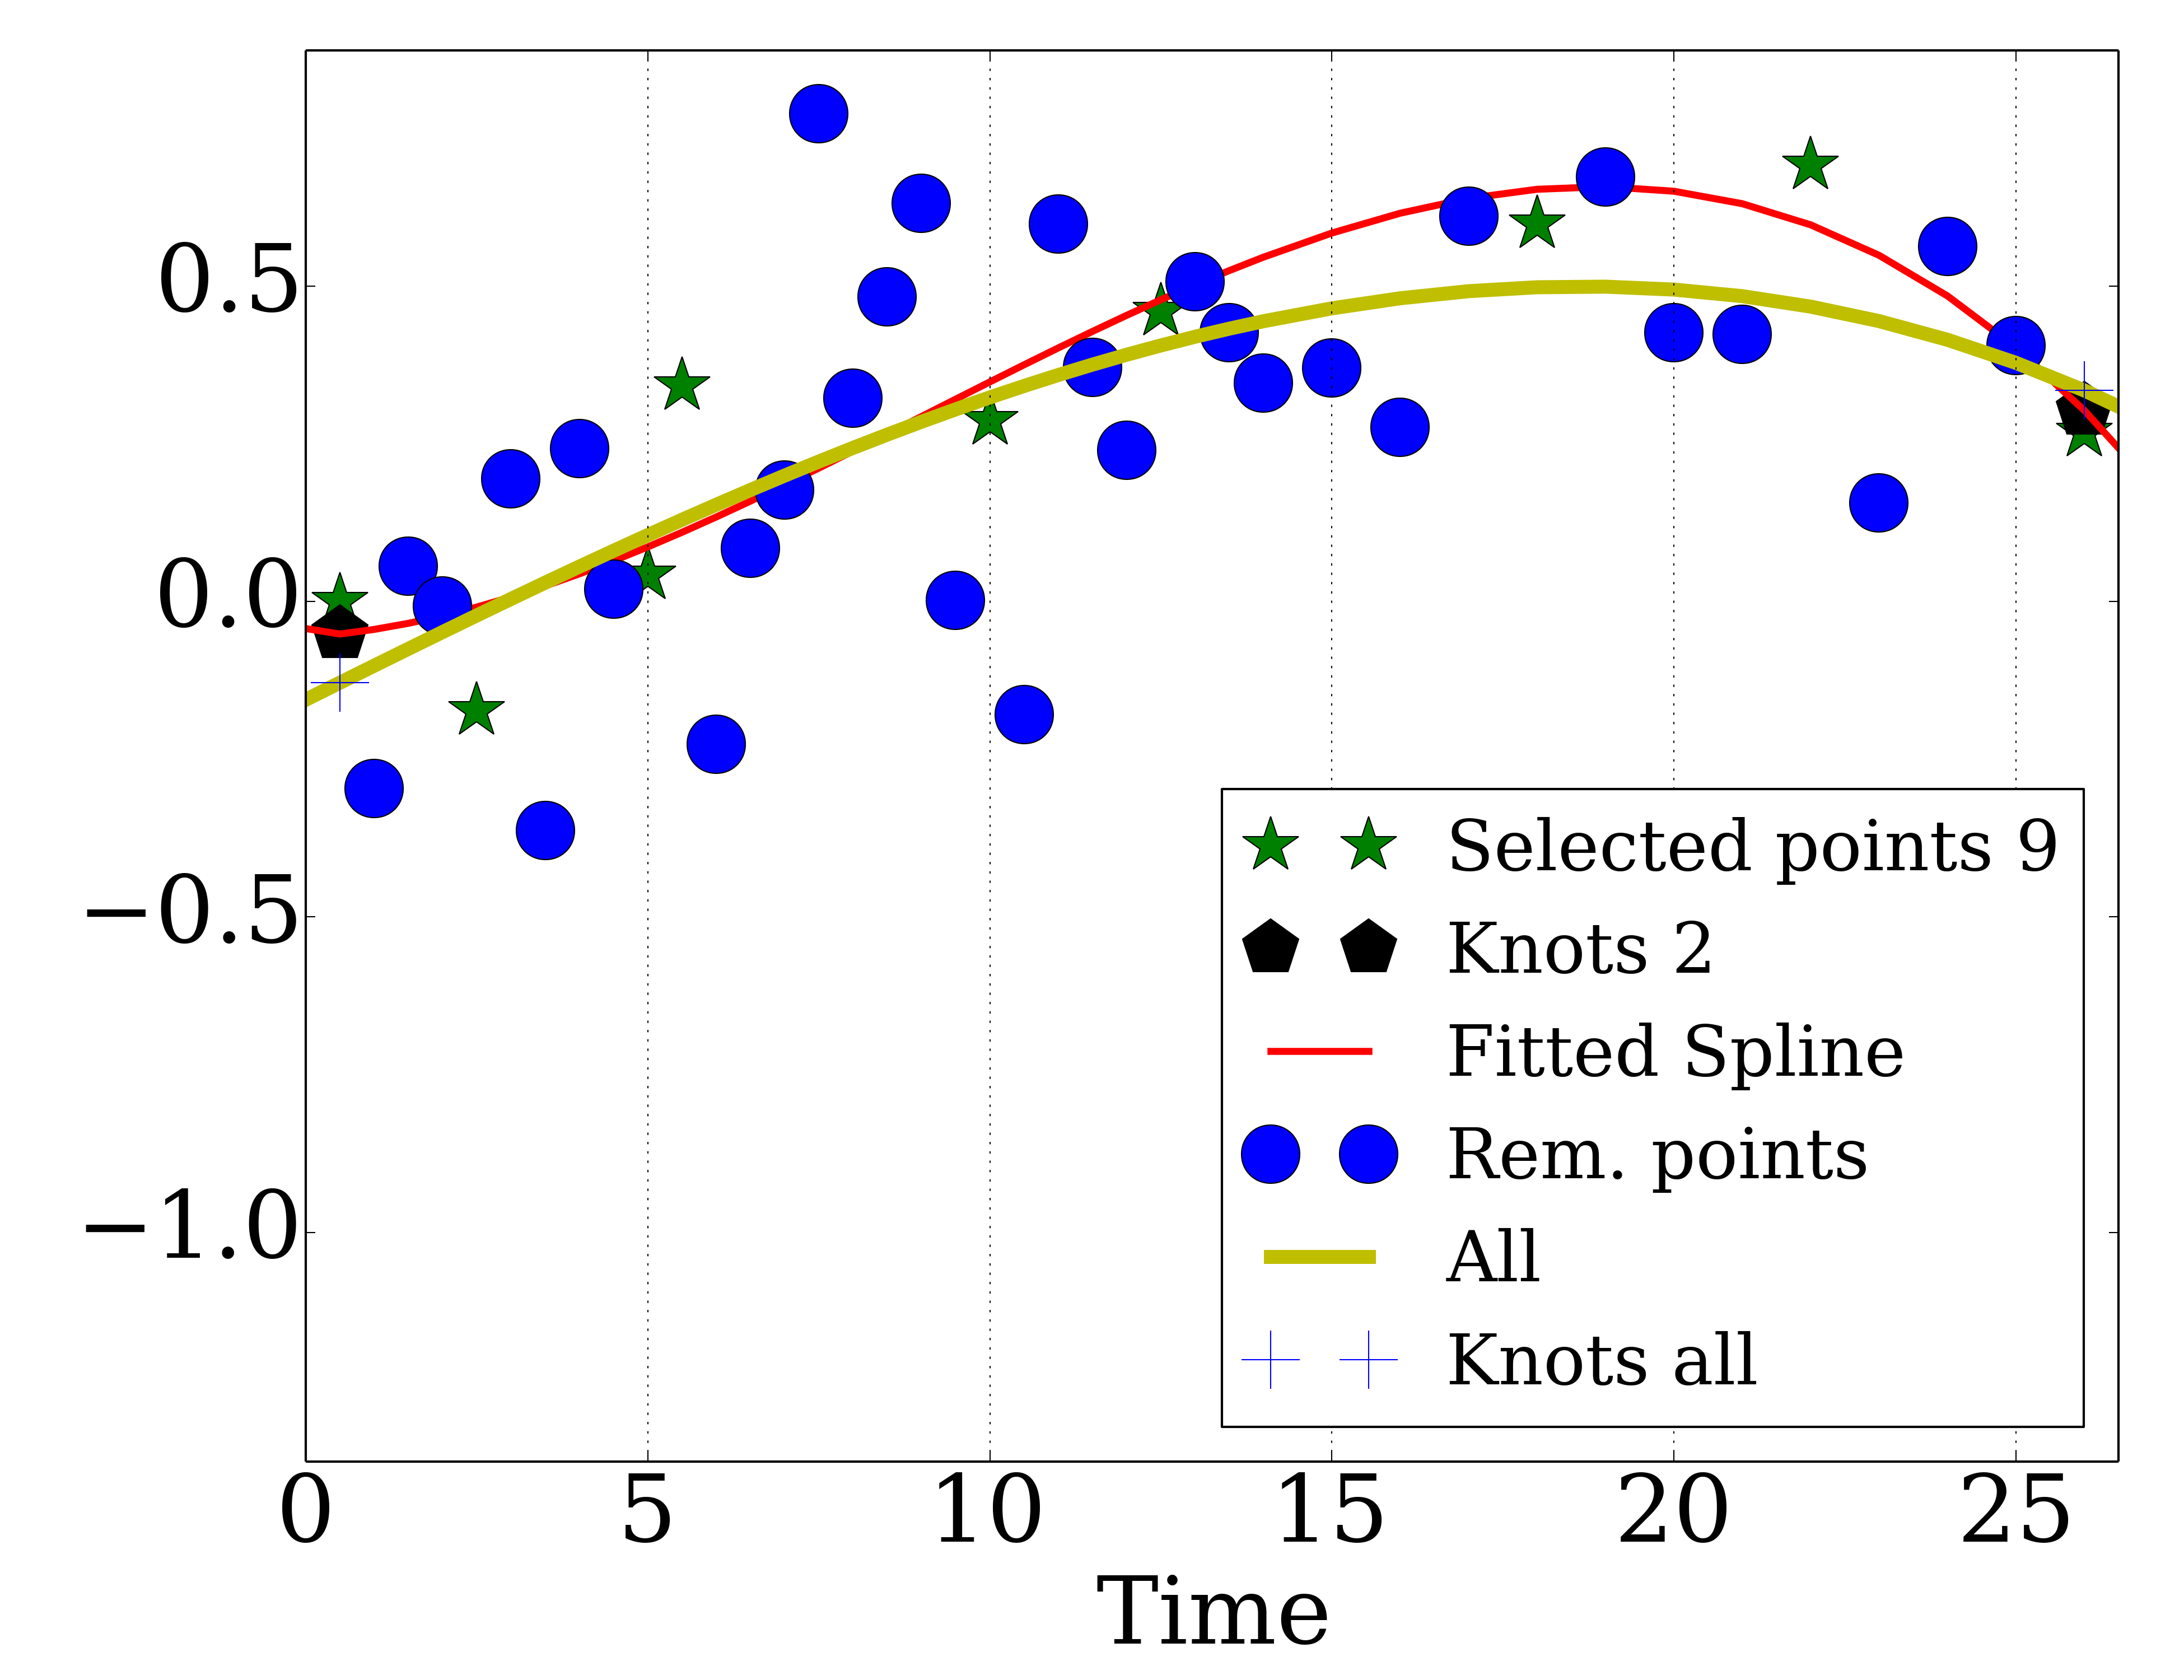 0.5
0.0
−0.5
−1.0
0 5 10 15 20 25
Time
Selected points 9
Knots 2
Fitted Spline
Rem. points
All
Knots all